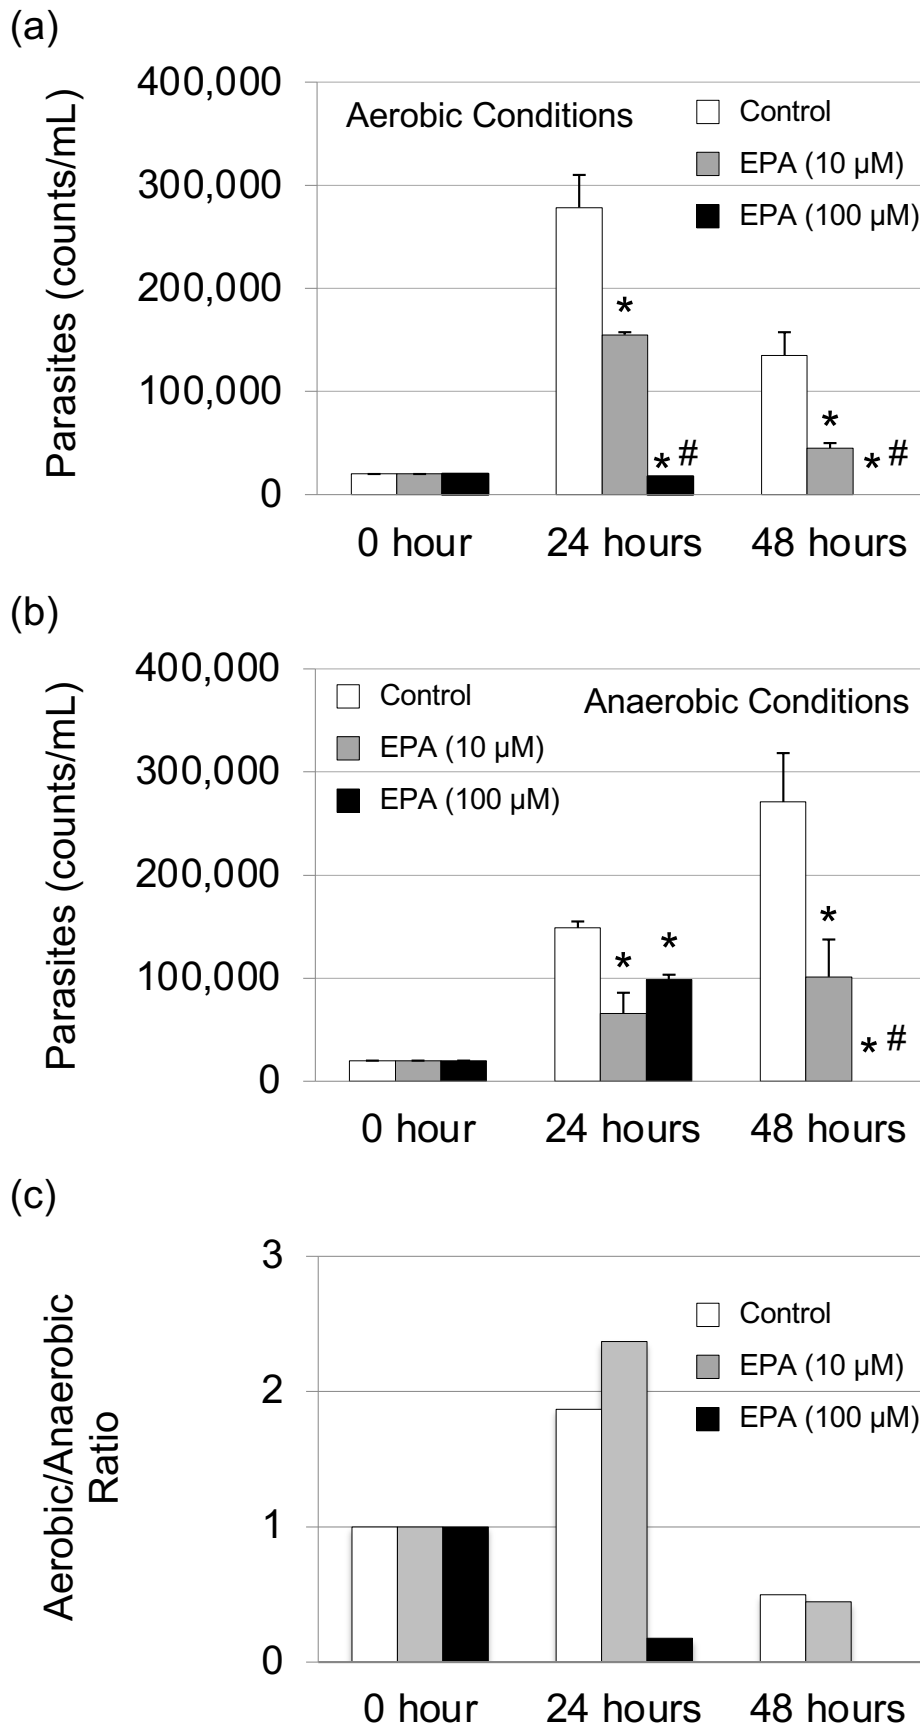 (a)
Parasites (counts/mL)
400,000
300,000
200,000
100,000
0
Aerobic Conditions
Control
EPA (10 μM)
EPA (100 μM)
*
* #
*
* #
0 hour
24 hours
48 hours
(b)
Parasites (counts/mL)
400,000
300,000
200,000
100,000
0
Control
EPA (10 μM)
EPA (100 μM)
Anaerobic Conditions
*
*
*
* #
0 hour
24 hours
48 hours
(c)
Aerobic/Anaerobic
Ratio
3
2
1
0
Control
EPA (10 μM)
EPA (100 μM)
0 hour
24 hours
48 hours